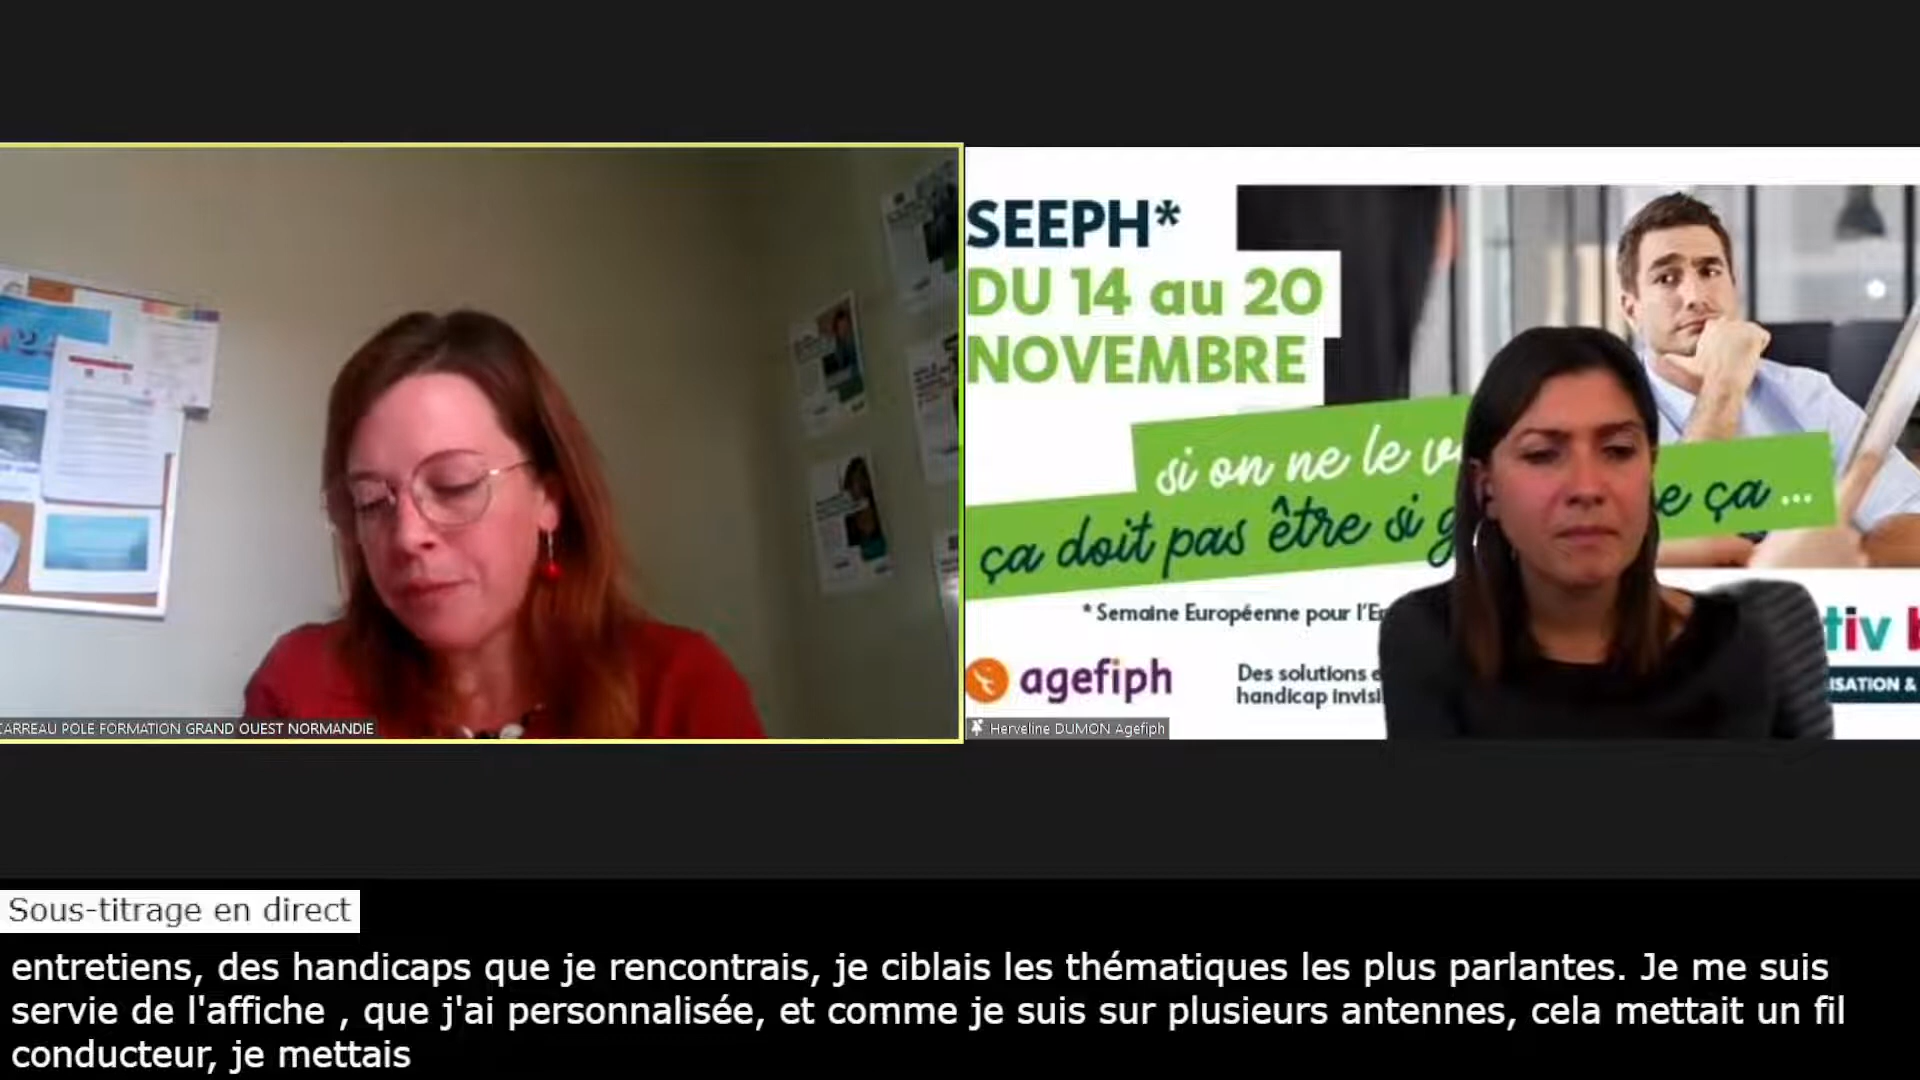 SEEPH*
DU 14 au 20
NOVEMBRE
si on ne le
ça doit pas être si
ça ...
* Semaine Européenne pour
agefiph
Des solutions
handicap
CARREAU POLE FORMATION GRAND OUEST NORMANDIE
Herveline DUMON Agefiph
Sous-titrage en direct
entretiens, des handicaps que je rencontrais, je ciblais les thématiques les plus parlantes. Je me suis
servie de l'affiche , que j'ai personnalisée, et comme je suis sur plusieurs antennes, cela mettait un fil
conducteur, je mettais